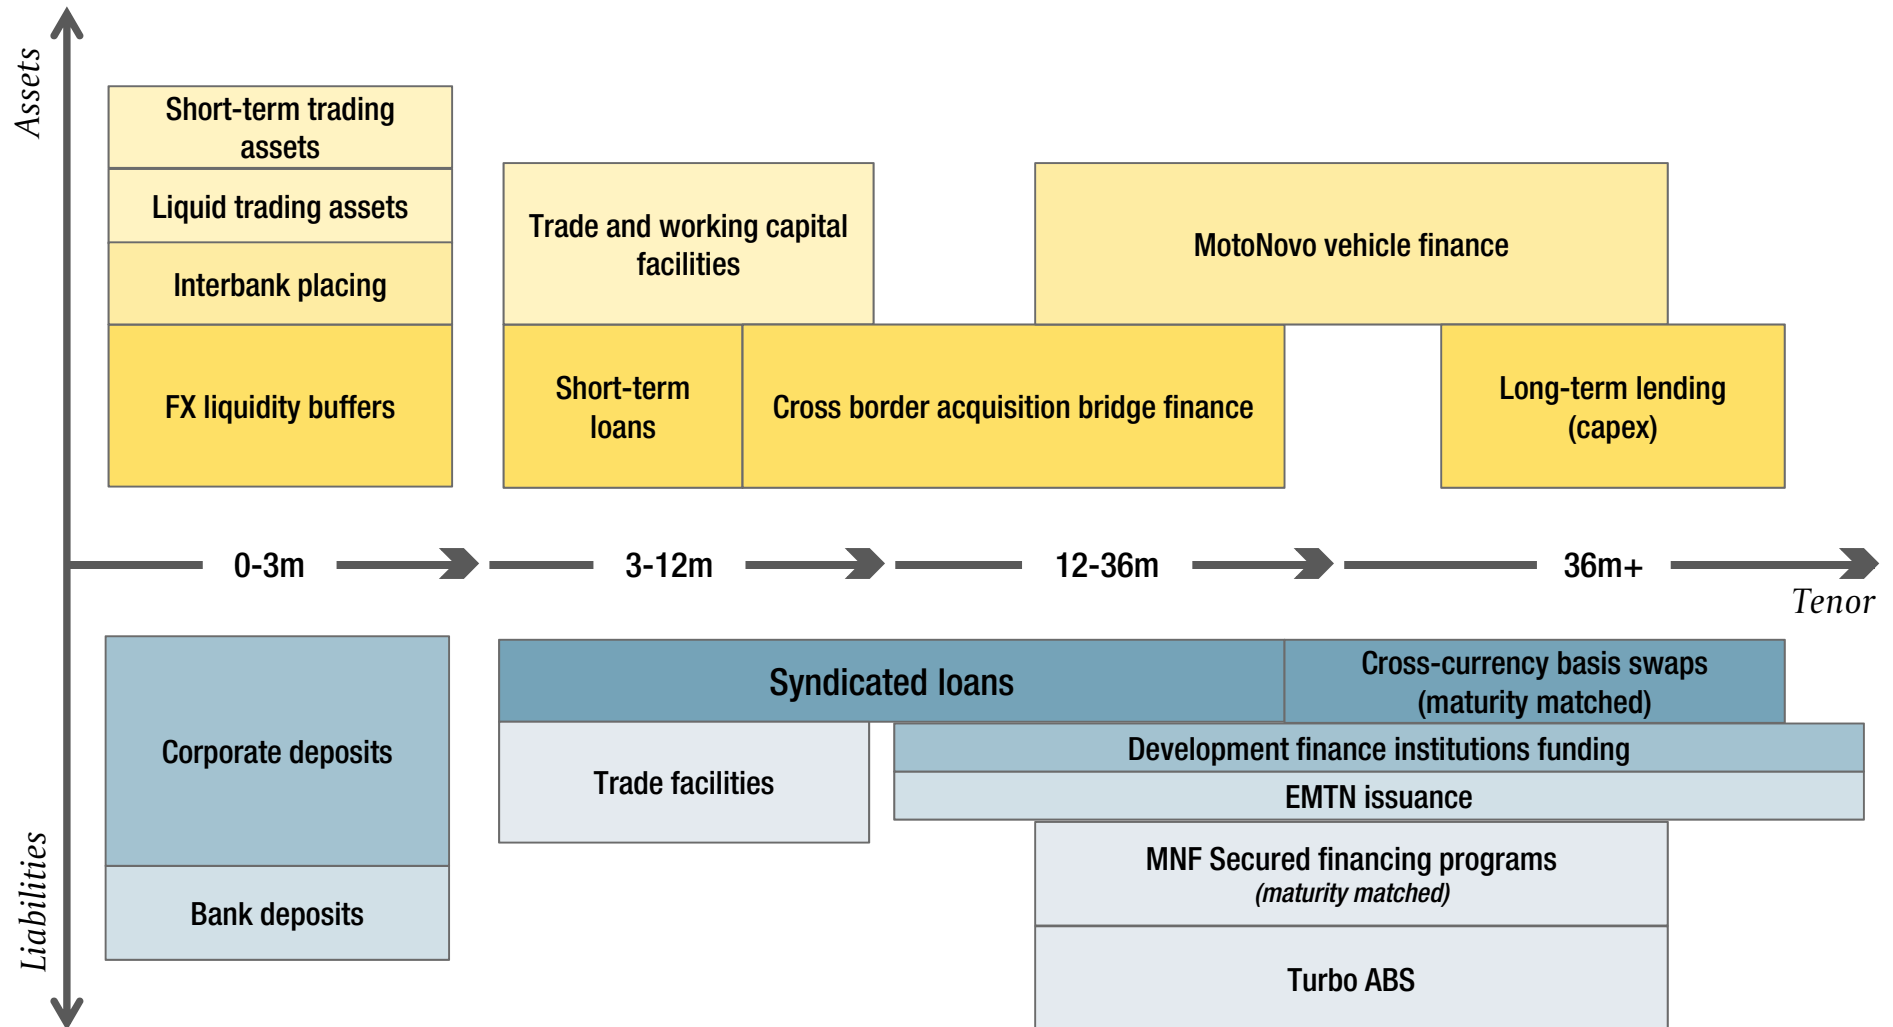 Assets
Short-term trading
assets
Liquid trading assets
Interbank placing
FX liquidity buffers
Trade and working capital
facilities
MotoNovo vehicle finance
Short-term
loans
Cross border acquisition bridge finance
Long-term lending
(capex)
0-3m
3-12m
12-36m
36m+
Tenor
Liabilities
Corporate deposits
Bank deposits
Syndicated loans
Cross-currency basis swaps
(maturity matched)
Trade facilities
Development finance institutions funding
EMTN issuance
MNF Secured financing programs
(maturity matched)
Turbo ABS